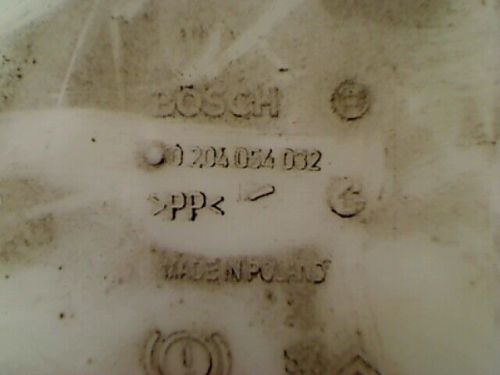 BOSCH
0 204 054 032
>PP<
MADE IN POLAND